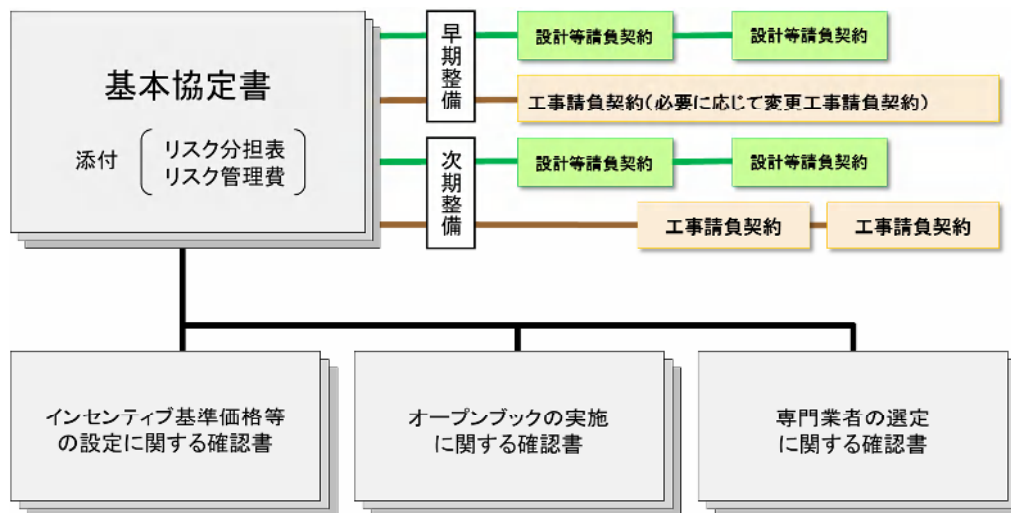 基本協定書
添付
リスク分担表
リスク管理費
早期整備
設計等請負契約
設計等請負契約
工事請負契約(必要に応じて変更工事請負契約)
次期整備
設計等請負契約
設計等請負契約
工事請負契約
工事請負契約
インセンティブ基準価格等
の設定に関する確認書
オープンブックの実施
に関する確認書
専門業者の選定
に関する確認書